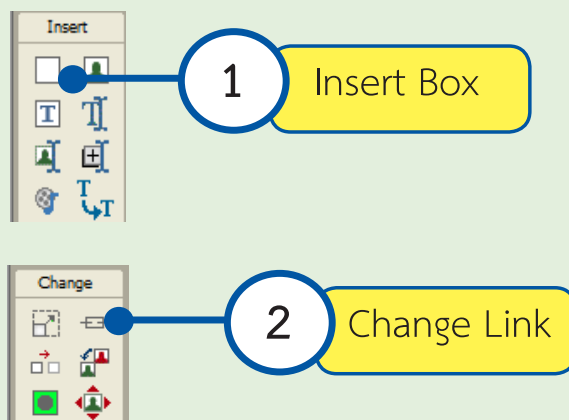 Insert
1 Insert Box
T T
T
T
Change
2 Change Link